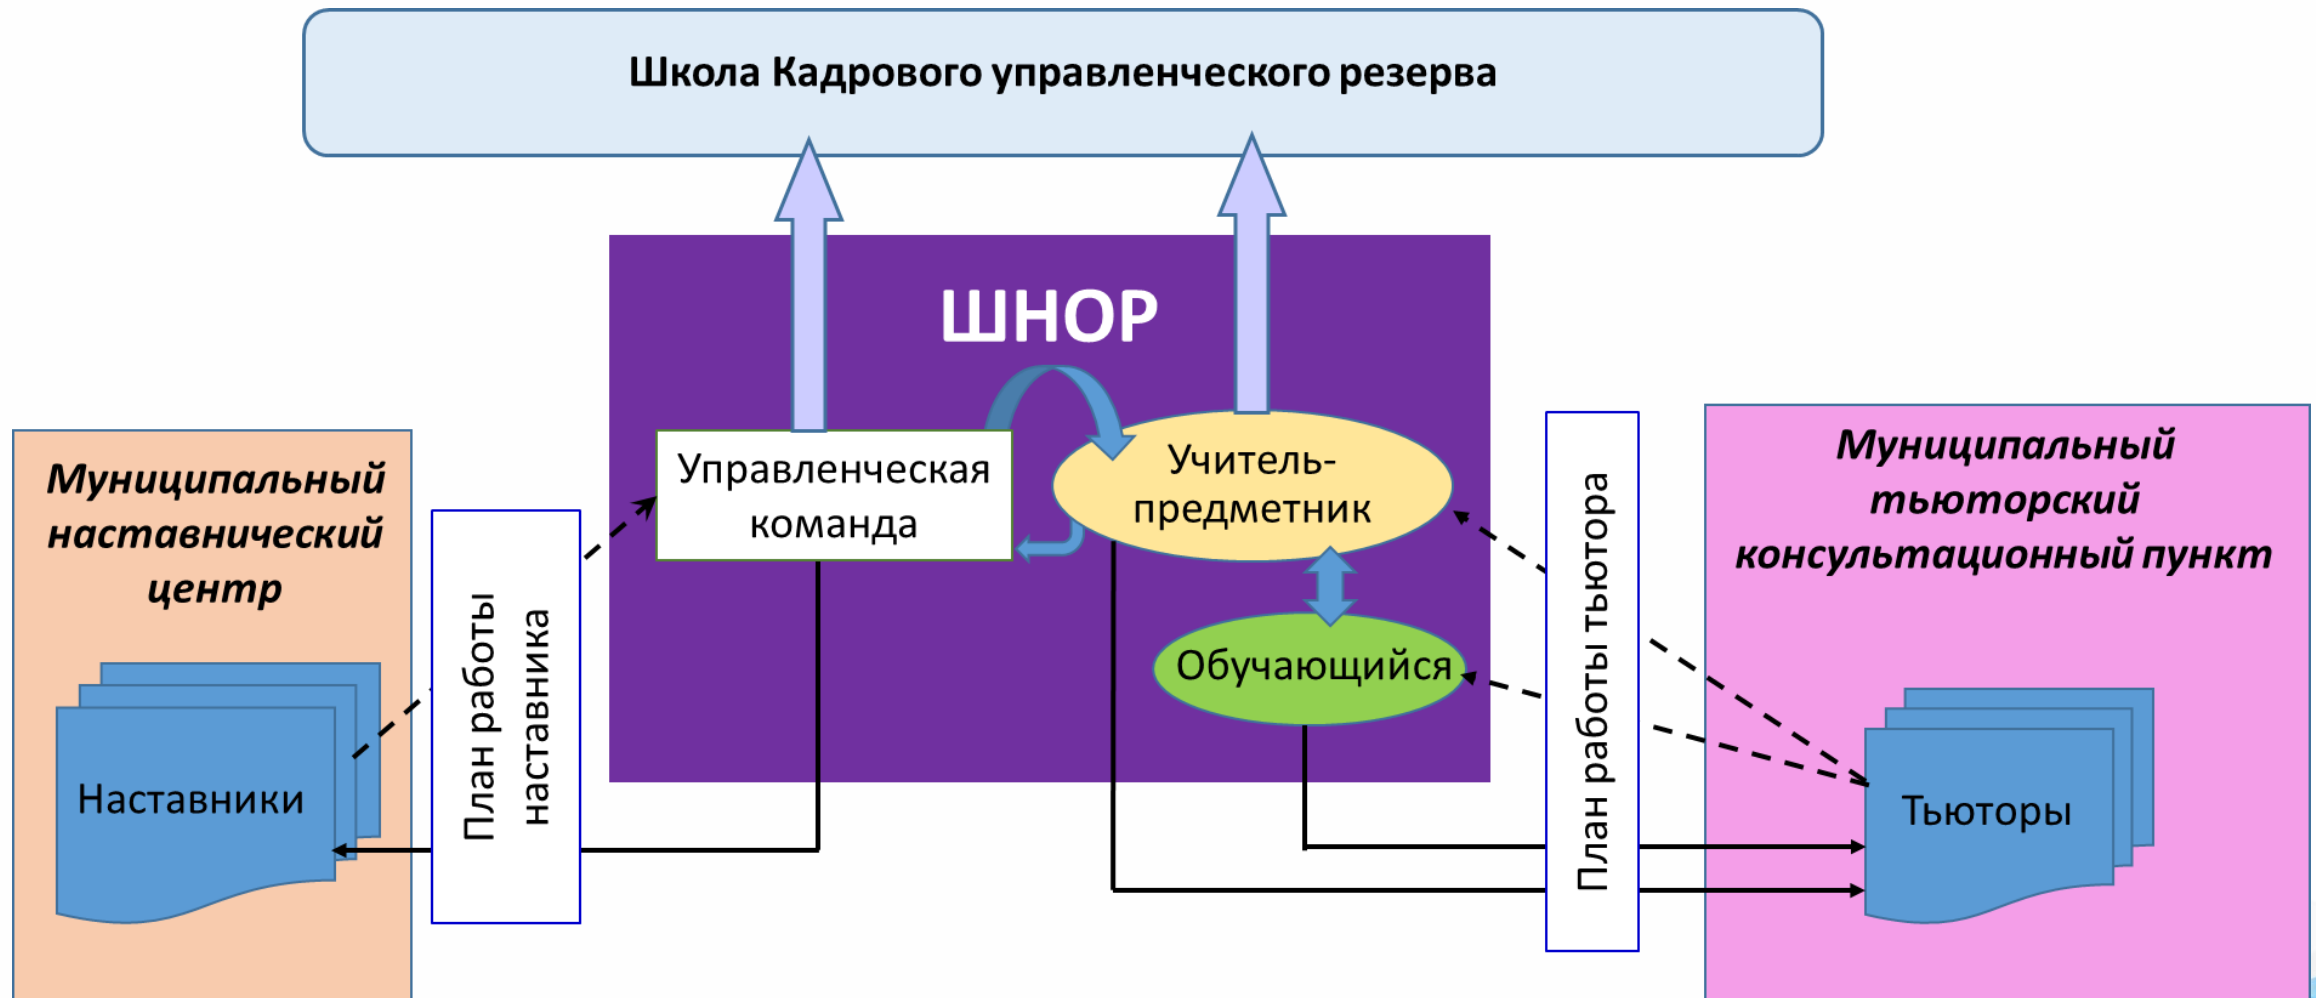 Школа Кадрового управленческого резерва
ШНОР
Муниципальный
наставнический
центр
Наставники
План работы
наставника
Управленческая
команда
Учитель-
предметник
Обучающийся
План работы тьютора
Муниципальный
тьюторский
консультационный пункт
Тьюторы